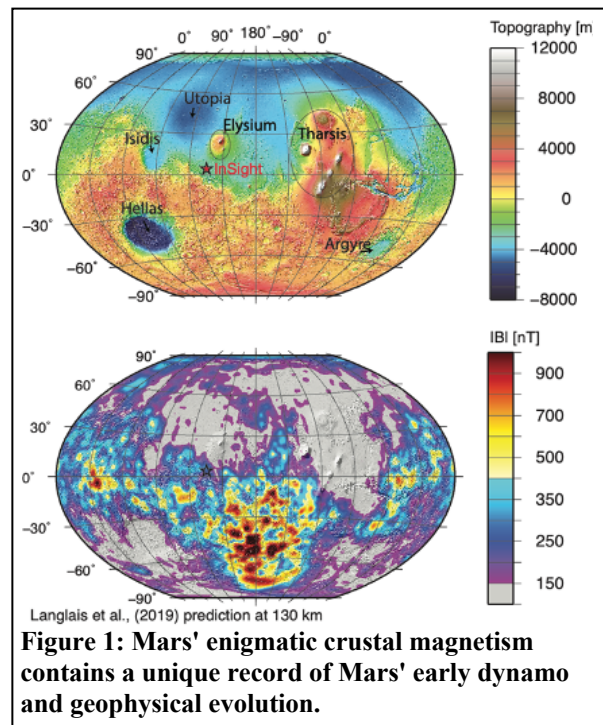 Topography [m]
0° 90° 180° -90° 0°
90°
60°
30°
0°
−30°
−60°
−90°
Utopia
Isidis
Elysium
InSight
Tharsis
Hellas
Argyre
12000
8000
4000
0
−4000
−8000
|B| [nT]
90°
60°
30°
0°
−30°
−60°
−90°
900
700
500
350
250
150
Langlais et al., (2019) prediction at 130 km
Figure 1: Mars' enigmatic crustal magnetism
contains a unique record of Mars' early dynamo
and geophysical evolution.